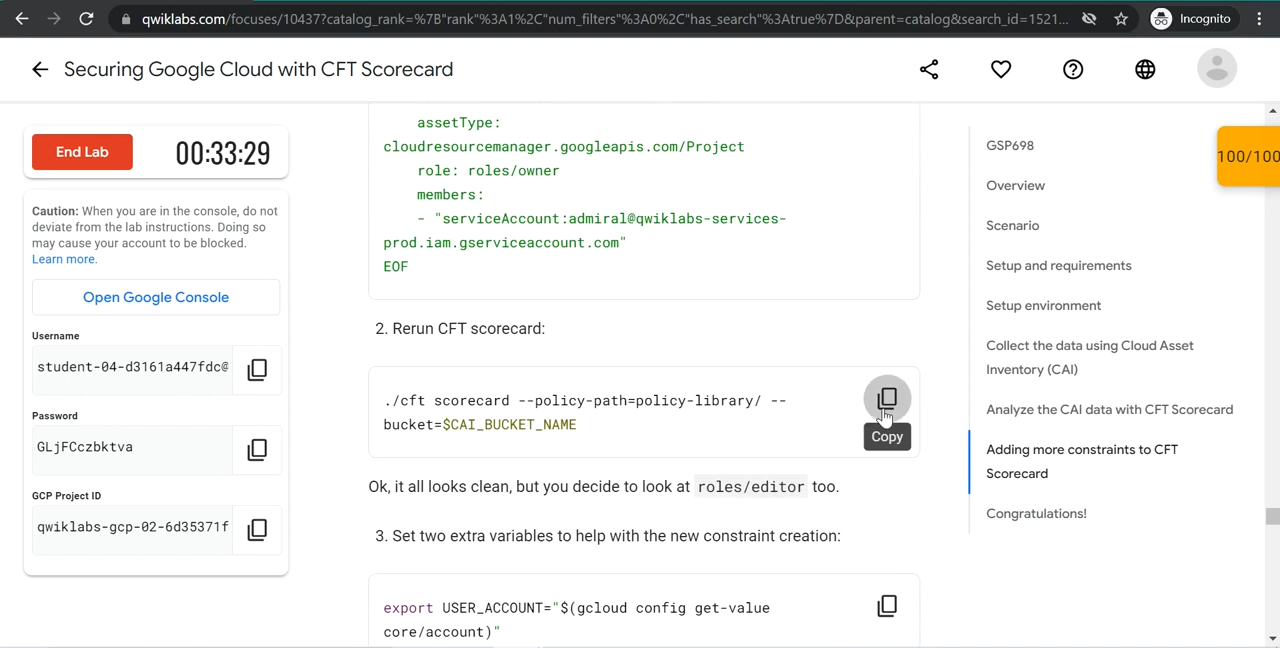 qwiklabs.com/focuses/10437?catalog_rank=%7B"rank"%3A1%2C"num_filters"%3A0%2C"has_search"%3Atrue%7D&parent=catalog&search_id=1521...
Incognito
Securing Google Cloud with CFT Scorecard
End Lab
00:33:29
Caution: When you are in the console, do not
deviate from the lab instructions. Doing so
may cause your account to be blocked.
Learn more.
Open Google Console
Username
student-04-d3161a447fdc@
Password
GLjFCczbktva
GCP Project ID
qwiklabs-gcp-02-6d35371f
assetType:
cloudresourcemanager.googleapis.com/Project
role: roles/owner
members:
- "serviceAccount:admiral@qwiklabs-services-
prod.iam.gserviceaccount.com"
EOF
2. Rerun CFT scorecard:
./cft scorecard --policy-path=policy-library/ --
bucket=$CAI_BUCKET_NAME
Copy
Ok, it all looks clean, but you decide to look at roles/editor too.
3. Set two extra variables to help with the new constraint creation:
export USER_ACCOUNT="$(gcloud config get-value
core/account)"
GSP698
Overview
Scenario
Setup and requirements
Setup environment
Collect the data using Cloud Asset
Inventory (CAI)
Analyze the CAI data with CFT Scorecard
Adding more constraints to CFT
Scorecard
Congratulations!
100/100